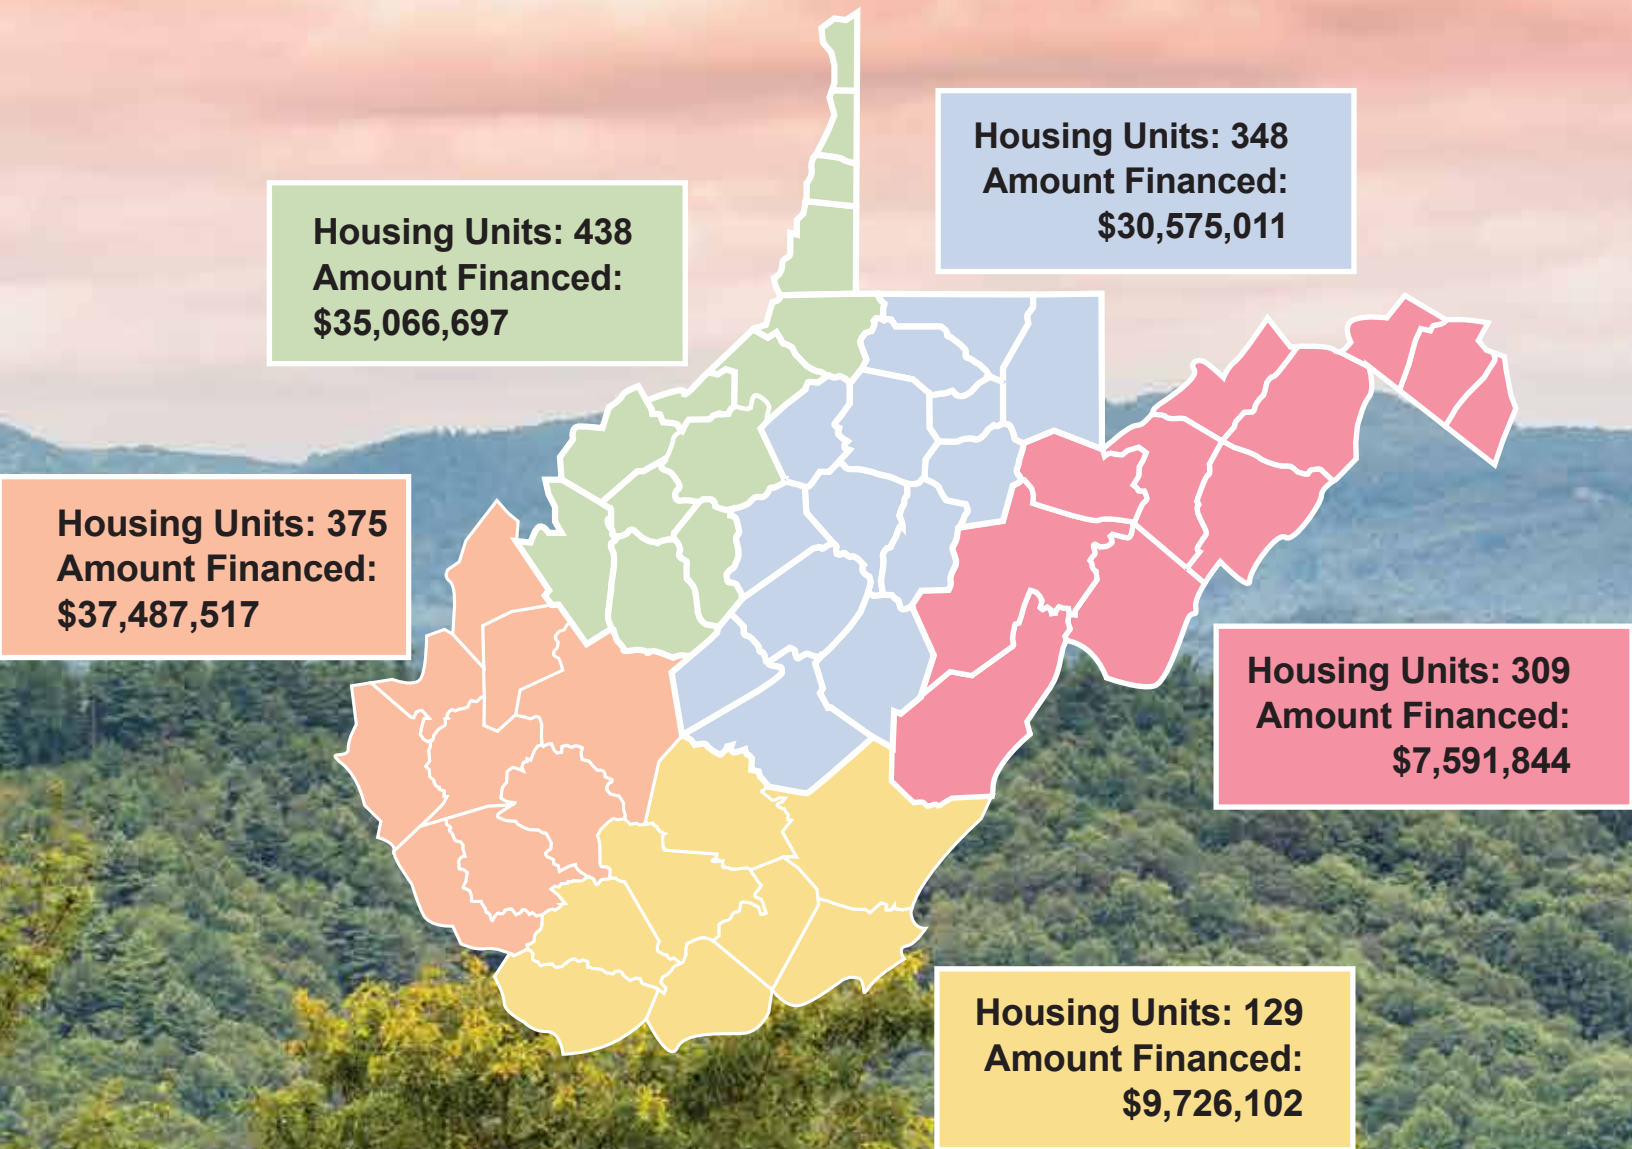 Housing Units: 348
Amount Financed:
$30,575,011
Housing Units: 438
Amount Financed:
$35,066,697
Housing Units: 375
Amount Financed:
$37,487,517
Housing Units: 309
Amount Financed:
$7,591,844
Housing Units: 129
Amount Financed:
$9,726,102